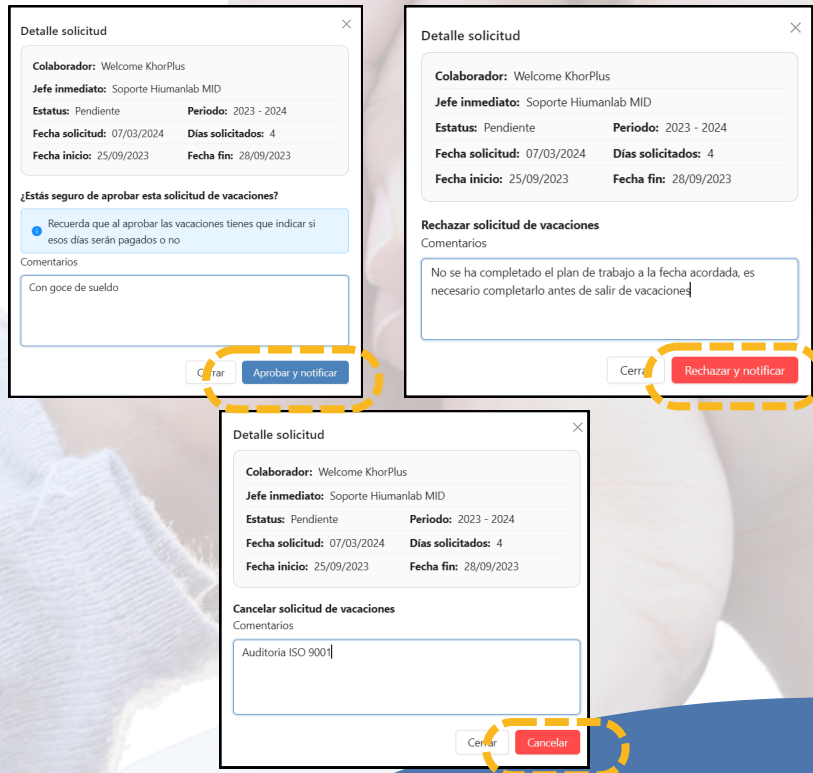 Detalle solicitud
Colaborador: Welcome KhorPlus
Jefe inmediato: Soporte Hiumanlab MID
Estatus: Pendiente Periodo: 2023 - 2024
Fecha solicitud: 07/03/2024 Días solicitados: 4
Fecha inicio: 25/09/2023 Fecha fin: 28/09/2023
¿Estás seguro de aprobar esta solicitud de vacaciones?
Recuerda que al aprobar las vacaciones tienes que indicar si
esos días serán pagados o no
Comentarios
Con goce de sueldo
Cerrar Aprobar y notificar
Detalle solicitud
Colaborador: Welcome KhorPlus
Jefe inmediato: Soporte Hiumanlab MID
Estatus: Pendiente Periodo: 2023 - 2024
Fecha solicitud: 07/03/2024 Días solicitados: 4
Fecha inicio: 25/09/2023 Fecha fin: 28/09/2023
Rechazar solicitud de vacaciones
Comentarios
No se ha completado el plan de trabajo a la fecha acordada, es
necesario completarlo antes de salir de vacaciones
Cerrar Rechazar y notificar
Detalle solicitud
Colaborador: Welcome KhorPlus
Jefe inmediato: Soporte Hiumanlab MID
Estatus: Pendiente Periodo: 2023 - 2024
Fecha solicitud: 07/03/2024 Días solicitados: 4
Fecha inicio: 25/09/2023 Fecha fin: 28/09/2023
Cancelar solicitud de vacaciones
Comentarios
Auditoria ISO 9001
Cerrar Cancelar